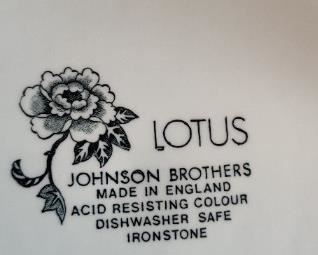 LOTUS
JOHNSON BROTHERS
MADE IN ENGLAND
ACID RESISTING COLOUR
DISHWASHER SAFE
IRONSTONE